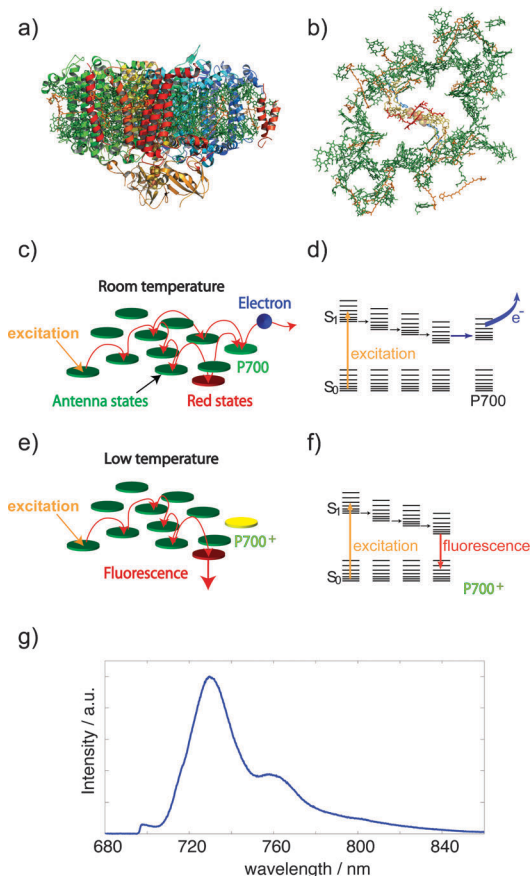 a)
b)
c)
Room temperature
Electron
excitation
P700
Antenna states
Red states
d)
S1
e-
excitation
S0
P700
e)
Low temperature
excitation
P700+
Fluorescence
f)
S1
excitation
fluorescence
S0
P700+
g)
Intensity / a.u.
680
720
760
800
840
wavelength / nm